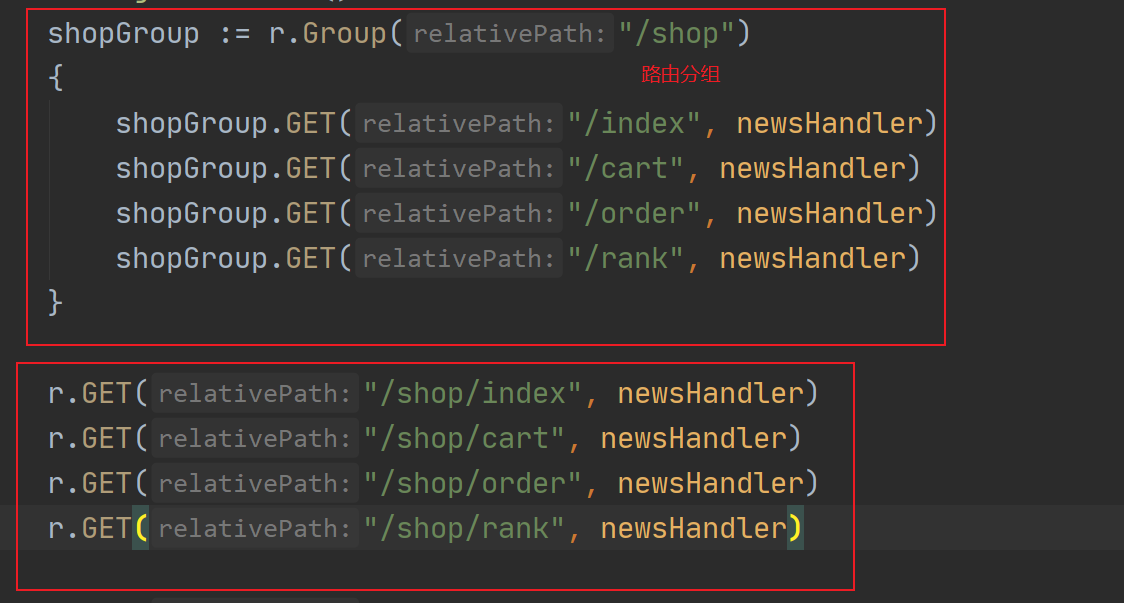 shopGroup := r.Group(relativePath: "/shop")
{
路由分组
shopGroup.GET(relativePath: "/index", newsHandler)
shopGroup.GET(relativePath: "/cart", newsHandler)
shopGroup.GET(relativePath: "/order", newsHandler)
shopGroup.GET(relativePath: "/rank", newsHandler)
}
r.GET(relativePath: "/shop/index", newsHandler)
r.GET(relativePath: "/shop/cart", newsHandler)
r.GET(relativePath: "/shop/order", newsHandler)
r.GET(relativePath: "/shop/rank", newsHandler)